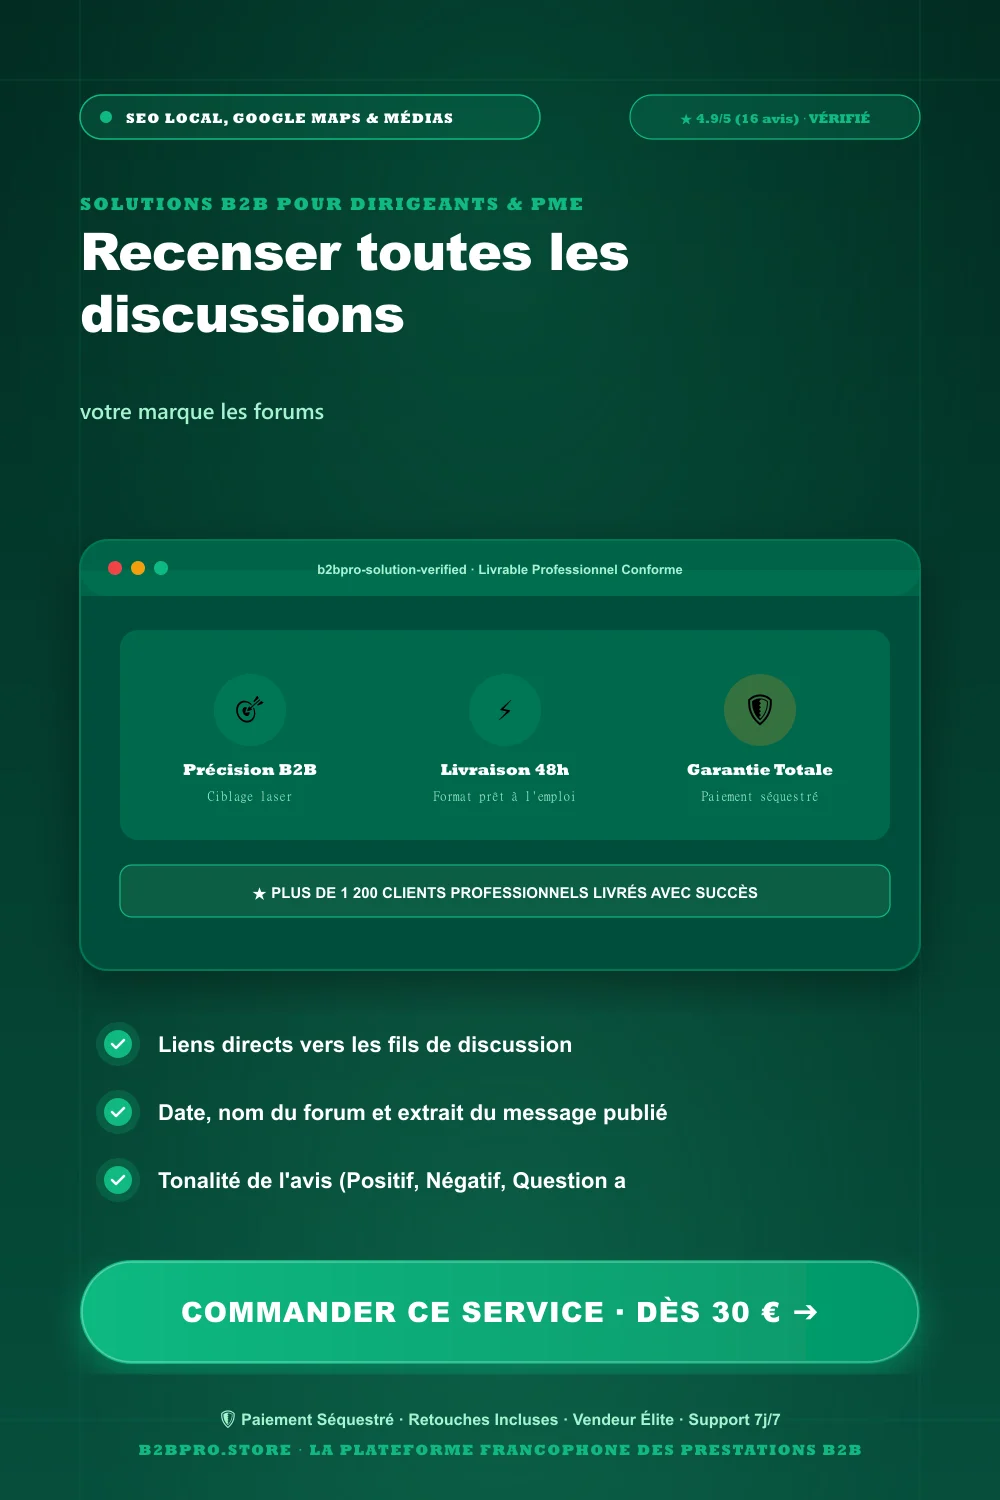 SEO LOCAL, GOOGLE MAPS & MÉDIAS
★ 4.9/5 (16 avis) · VÉRIFIÉ
SOLUTIONS B2B POUR DIRIGEANTS & PME
Recenser toutes les
discussions
votre marque les forums
b2bpro-solution-verified · Livrable Professionnel Conforme
Précision B2B
Ciblage laser
Livraison 48h
Format prêt à l'emploi
Garantie Totale
Paiement séquestré
★ PLUS DE 1 200 CLIENTS PROFESSIONNELS LIVRÉS AVEC SUCCÈS
Liens directs vers les fils de discussion
Date, nom du forum et extrait du message publié
Tonalité de l'avis (Positif, Négatif, Question a
COMMANDER CE SERVICE · DÈS 30 € →
Paiement Séquestré · Retouches Incluses · Vendeur Élite · Support 7j/7
B2BPRO.STORE · LA PLATEFORME FRANCOPHONE DES PRESTATIONS B2B